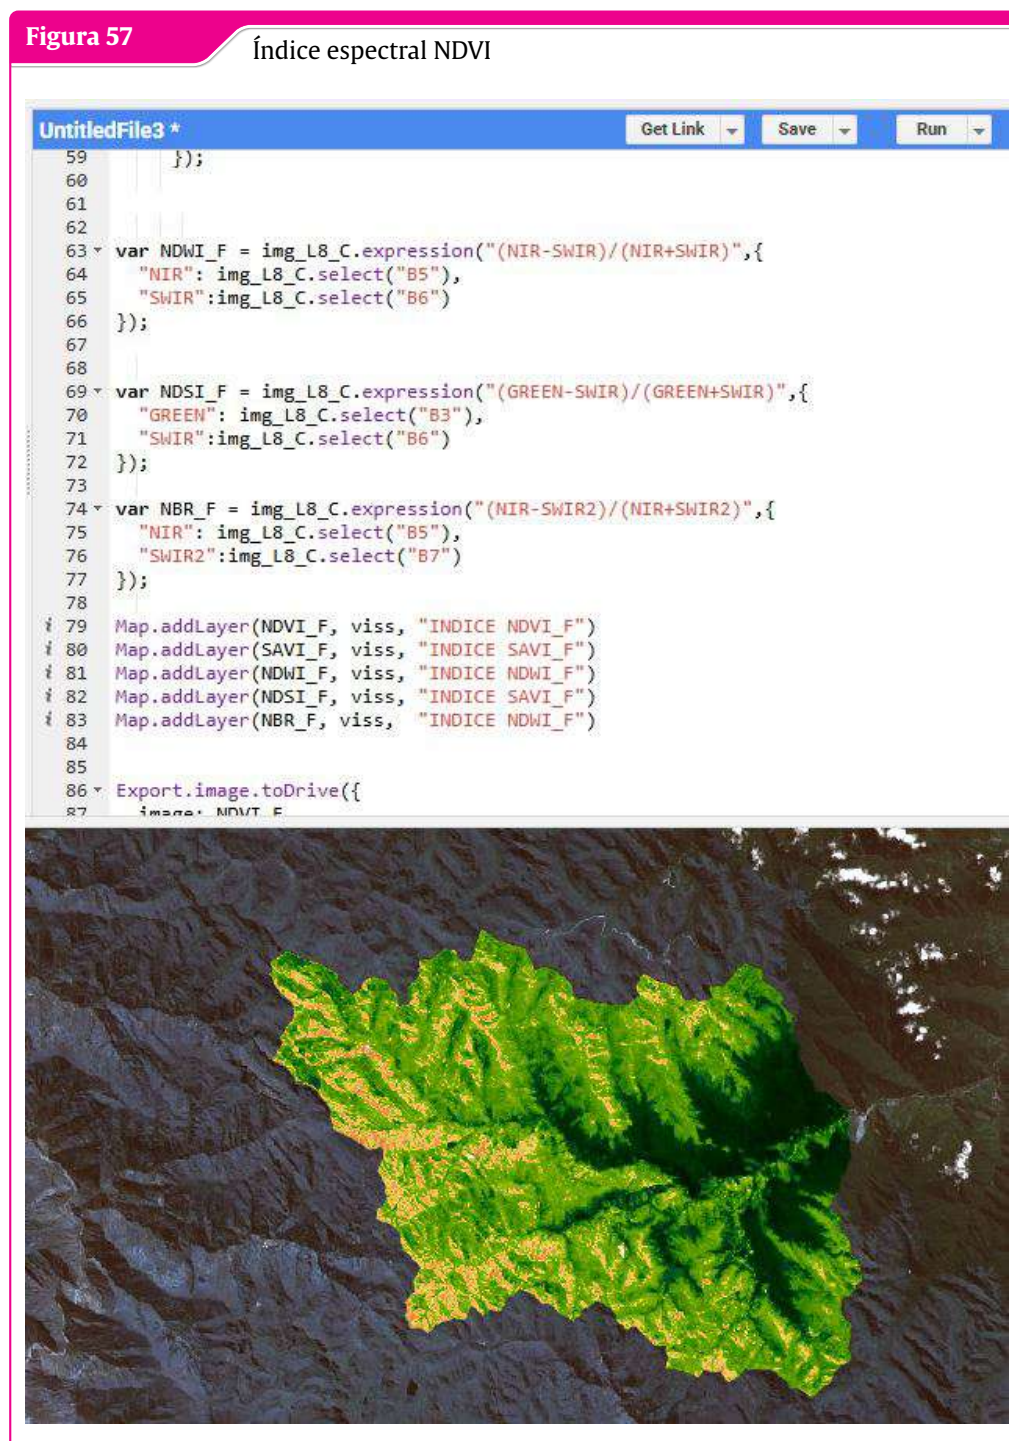 Figura 57
Índice espectral NDVI
UntitledFile3 *
Get Link
Save
Run
59 });
60
61
62
63 var NDWI_F = img_L8_C.expression("(NIR-SWIR)/(NIR+SWIR)",{
64 "NIR": img_L8_C.select("B5"),
65 "SWIR":img_L8_C.select("B6")
66 });
67
68
69 var NDSI_F = img_L8_C.expression("(GREEN-SWIR)/(GREEN+SWIR)",{
70 "GREEN": img_L8_C.select("B3"),
71 "SWIR":img_L8_C.select("B6")
72 });
73
74 var NBR_F = img_L8_C.expression("(NIR-SWIR2)/(NIR+SWIR2)",{
75 "NIR": img_L8_C.select("B5"),
76 "SWIR2":img_L8_C.select("B7")
77 });
78
i 79 Map.addLayer(NDVI_F, viss, "INDICE NDVI_F")
i 80 Map.addLayer(SAVI_F, viss, "INDICE SAVI_F")
i 81 Map.addLayer(NDWI_F, viss, "INDICE NDWI_F")
i 82 Map.addLayer(NDSI_F, viss, "INDICE SAVI_F")
i 83 Map.addLayer(NBR_F, viss, "INDICE NDWI_F")
84
85
86 Export.image.toDrive({
87 image: NDVI_F